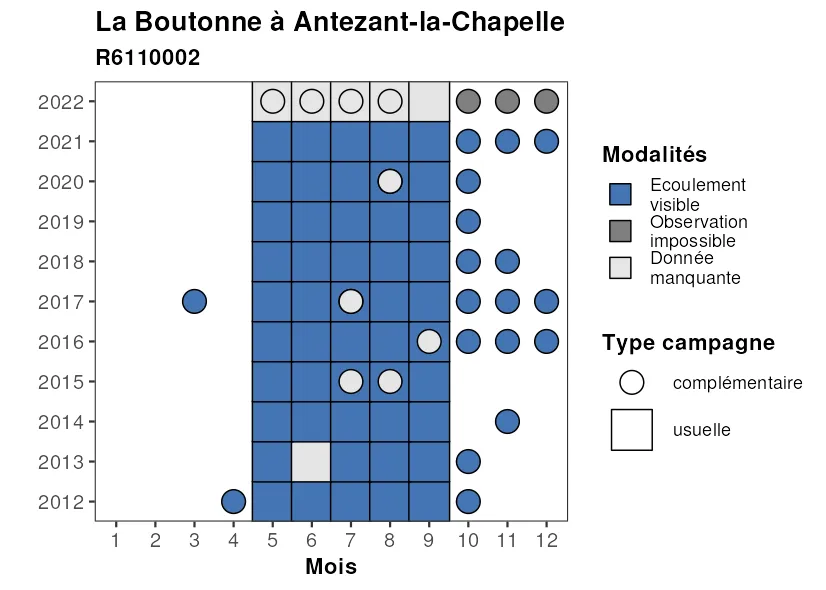 La Boutonne à Antezant-la-Chapelle
R6110002
2022
2021
2020
2019
2018
2017
2016
2015
2014
2013
2012
1 2 3 4 5 6 7 8 9 10 11 12
Mois
Modalités
Ecoulement
visible
Observation
impossible
Donnée
manquante
Type campagne
complémentaire
usuelle